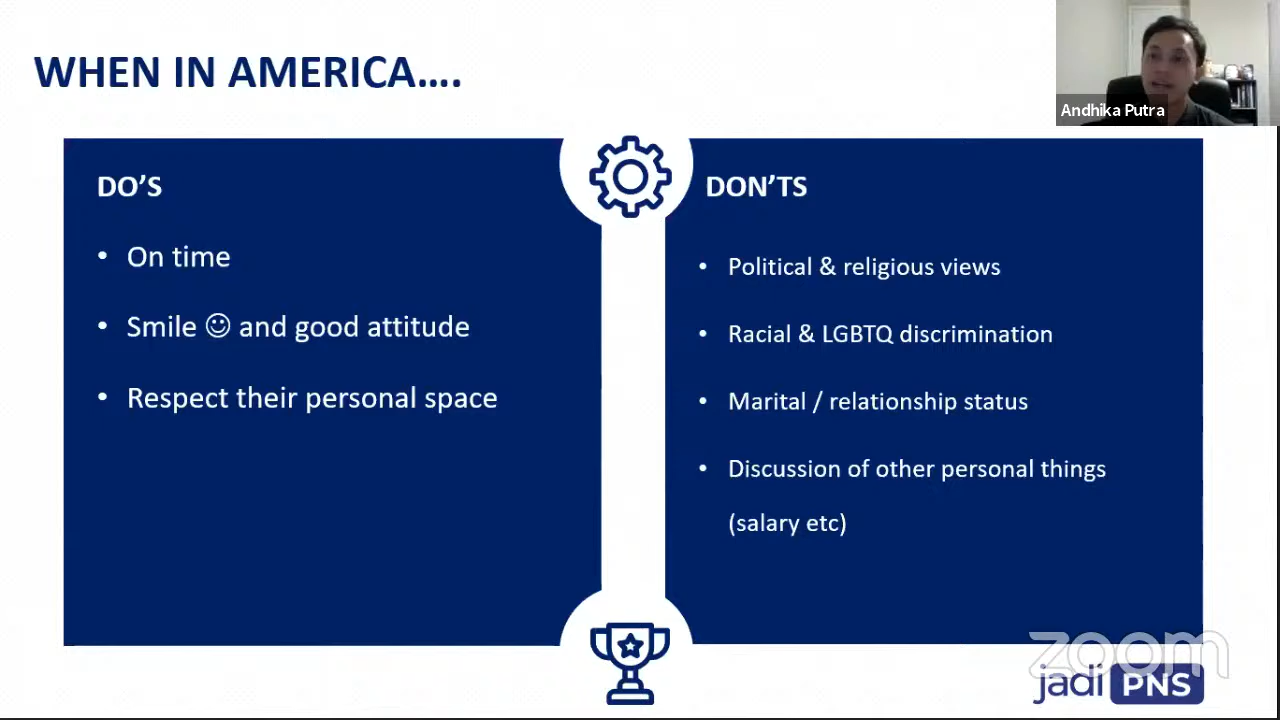 WHEN IN AMERICA….
Andhika Putra
DO’S
• On time
• Smile ☺ and good attitude
• Respect their personal space
DON’TS
• Political & religious views
• Racial & LGBTQ discrimination
• Marital / relationship status
• Discussion of other personal things
(salary etc)
zoom
jadi PNS